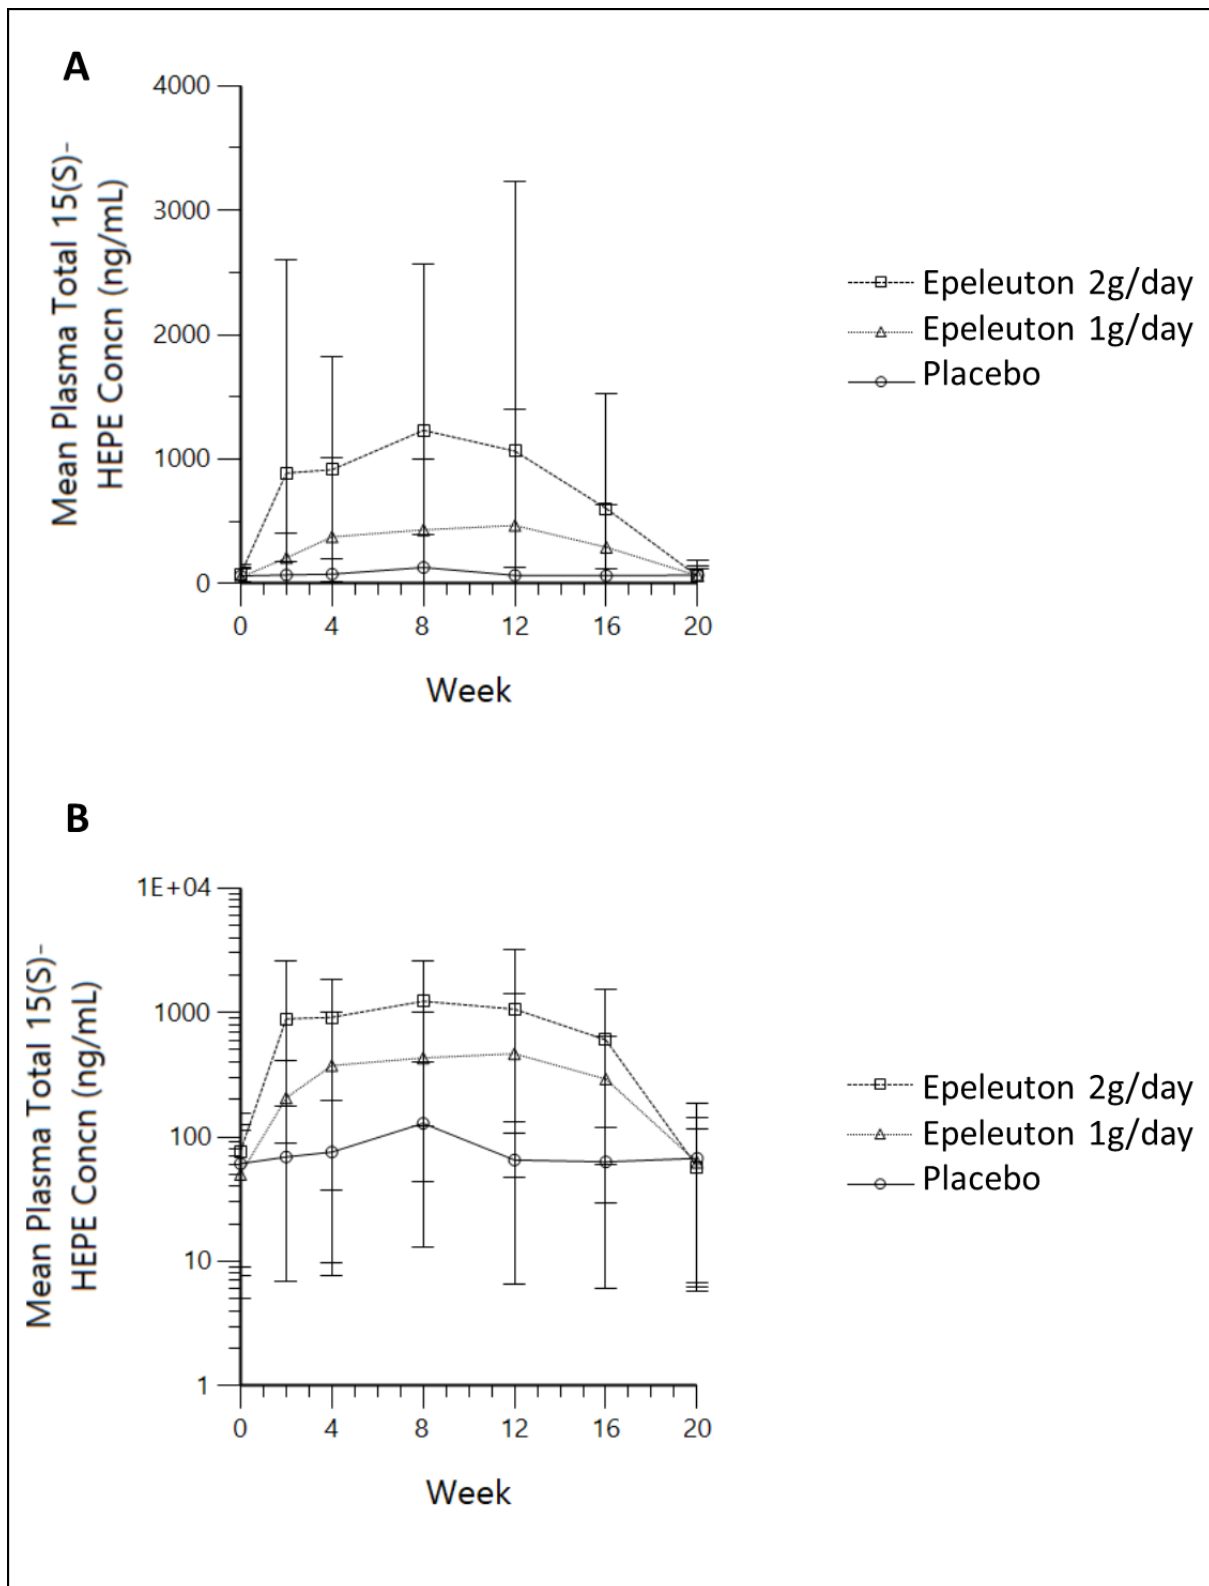 A
Mean Plasma Total 15(S)-
HEPE Concn (ng/mL)
4000
3000
2000
1000
0
0 4 8 12 16 20
Week
Epeleuton 2g/day
Epeleuton 1g/day
Placebo
B
Mean Plasma Total 15(S)-
HEPE Concn (ng/mL)
1E+04
1000
100
10
1
0 4 8 12 16 20
Week
Epeleuton 2g/day
Epeleuton 1g/day
Placebo